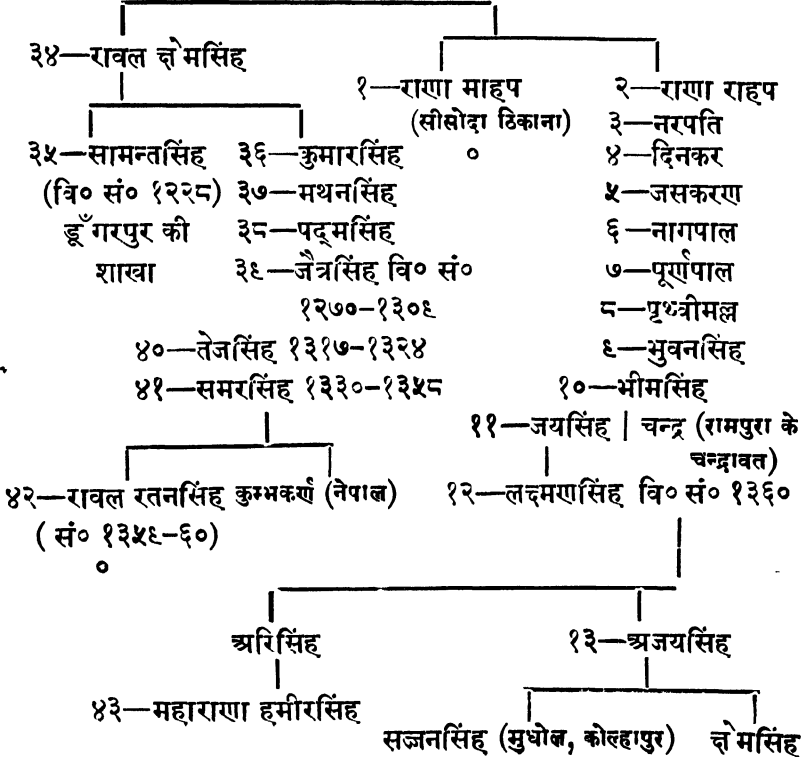 ३४—रावल क्षेमसिंह
१—राणा माहप २—राणा राहप
(सीसोदा ठिकाना) ३—नरपति
३५—सामन्तसिंह ३६—कुमारसिंह ० ४—दिनकर
(वि० सं० १२२८) ३७—मथनसिंह ५—जसकरण
डूँगरपुर की ३८—पद्मसिंह ६—नागपाल
शाखा ३९—जैत्रसिंह वि० सं० ७—पूर्णपाल
१२७०-१३०९ ८—पृथ्वीमल्ल
४०—तेजसिंह १३१७-१३२४ ९—भुवनसिंह
४१—समरसिंह १३३०-१३५८ १०—भीमसिंह
११—जयसिंह | चन्द्र (रामपुरा के
चन्द्रावत)
४२—रावल रतनसिंह कुम्भकर्ण (नेपाल) १२—लक्ष्मणसिंह वि० सं० १३६०
( सं० १३५९-६०)
०
अरिसिंह १३—अजयसिंह
४३—महाराणा हमीरसिंह
सज्जनसिंह (मुधोल, कोल्हापुर) क्षेमसिंह